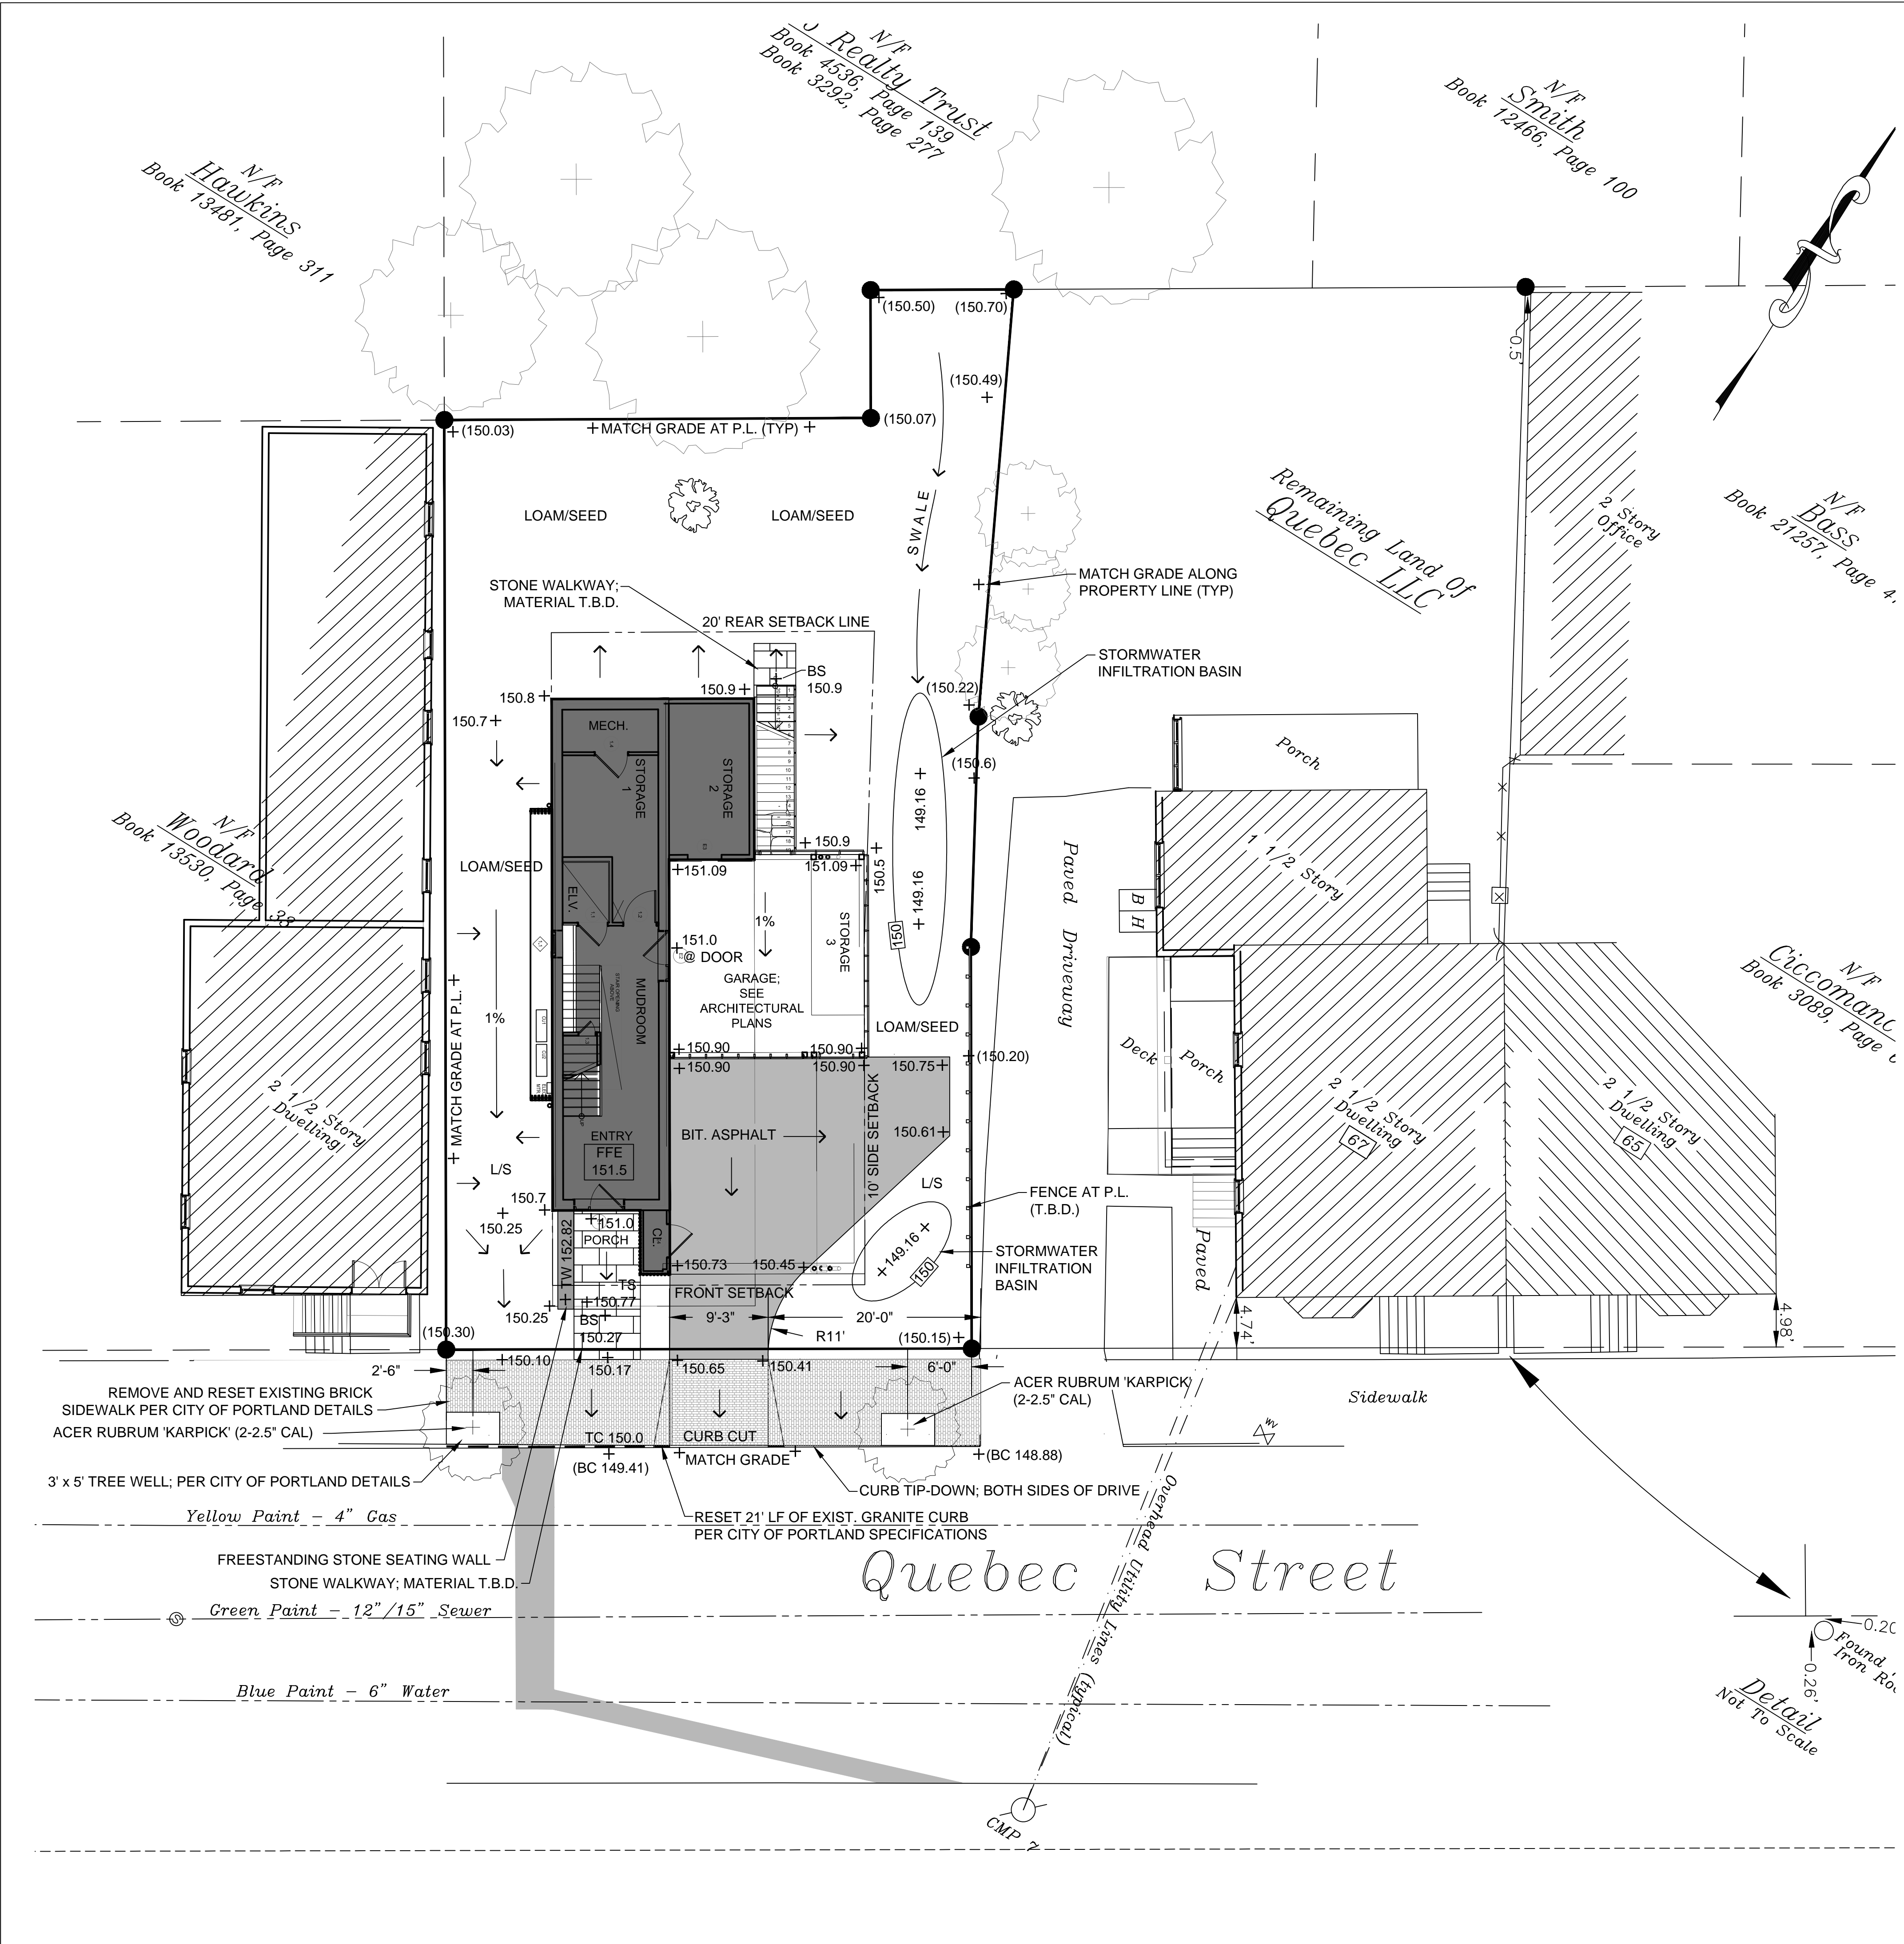 N/F
Realty Trust
Book 4536, Page 139
Book 3292, Page 277
N/F
Smith
Book 12466, Page 100
N/F
Hawkins
Book 13481, Page 311
(150.50)
(150.70)
0.5'
(150.49)
(150.07)
(150.03)
MATCH GRADE AT P.L. (TYP)
LOAM/SEED
LOAM/SEED
SWALE
Remaining Land Of
Quebec LLC
2 Story
Office
N/F
Bass
Book 21257, Page
STONE WALKWAY;
MATERIAL T.B.D.
MATCH GRADE ALONG
PROPERTY LINE (TYP)
20' REAR SETBACK LINE
STORMWATER
INFILTRATION BASIN
BS
150.8
150.9
150.9
(150.22)
150.7
MECH.
STORAGE
1
STORAGE
2
(150.6)
Porch
149.16
149.16
150
N/F
Woodard
Book 13530, Page 33
LOAM/SEED
150.9
151.09
151.09
150.5
ELV.
1%
STORAGE
3
1 1/2 Story
B H
Paved Driveway
151.0
@ DOOR
GARAGE;
SEE
ARCHITECTURAL
PLANS
MUDROOM
LOAM/SEED
N/F
Book 3089, Page
MATCH GRADE AT P.L.
1%
150.90
150.90
150.90
150.90
150.75
(150.20)
Deck
Porch
2 1/2 Story
Dwelling
2 1/2 Story
Dwelling
67
2 1/2 Story
Dwelling
65
ENTRY
FFE
151.5
BIT. ASPHALT
150.61
10' SIDE SETBACK
L/S
L/S
150.7
150.25
TW 152.82
151.0
PORCH
CL.
FENCE AT P.L.
(T.B.D.)
149.16
150
STORMWATER
INFILTRATION
BASIN
Paved
150.73
150.45
TS
150.77
FRONT SETBACK
150.25
BS
150.27
9'-3"
20'-0"
R11'
(150.15)
(150.30)
4.74'
4.98'
150.10
150.17
150.65
150.41
2'-6"
6'-0"
REMOVE AND RESET EXISTING BRICK
SIDEWALK PER CITY OF PORTLAND DETAILS
ACER RUBRUM 'KARPICK' (2-2.5" CAL)
ACER RUBRUM 'KARPICK'
(2-2.5" CAL)
Sidewalk
WV
TC 150.0
CURB CUT
(BC 149.41)
MATCH GRADE
(BC 148.88)
3' x 5' TREE WELL; PER CITY OF PORTLAND DETAILS
CURB TIP-DOWN; BOTH SIDES OF DRIVE
Yellow Paint - 4" Gas
RESET 21' LF OF EXIST. GRANITE CURB
PER CITY OF PORTLAND SPECIFICATIONS
FREESTANDING STONE SEATING WALL
STONE WALKWAY; MATERIAL T.B.D.
Quebec Street
Overhead Utility Lines (typical)
S
Green Paint - 12"/15" Sewer
Blue Paint - 6" Water
0.20
Found
Iron
0.26'
Detail
Not To Scale
CMP 7